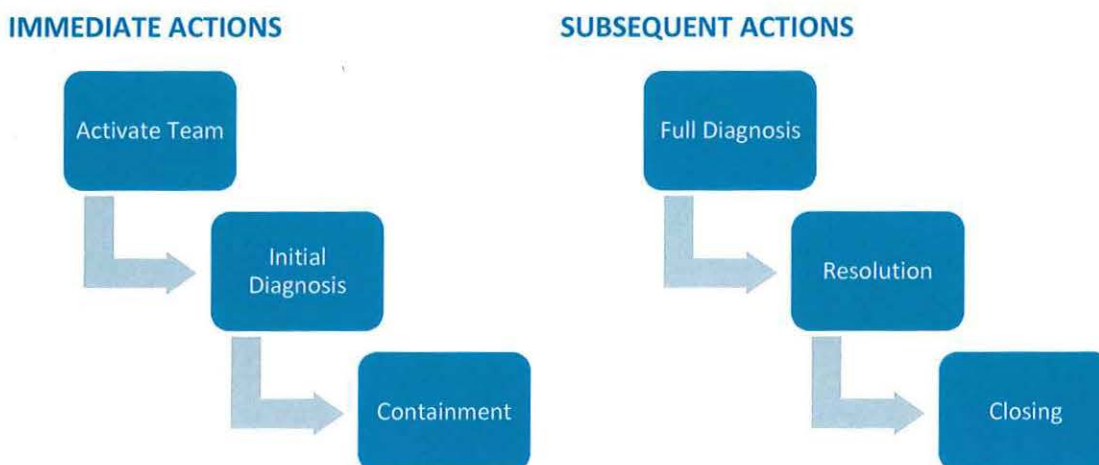 IMMEDIATE ACTIONS
Activate Team
Initial
Diagnosis
Containment
SUBSEQUENT ACTIONS
Full Diagnosis
Resolution
Closing